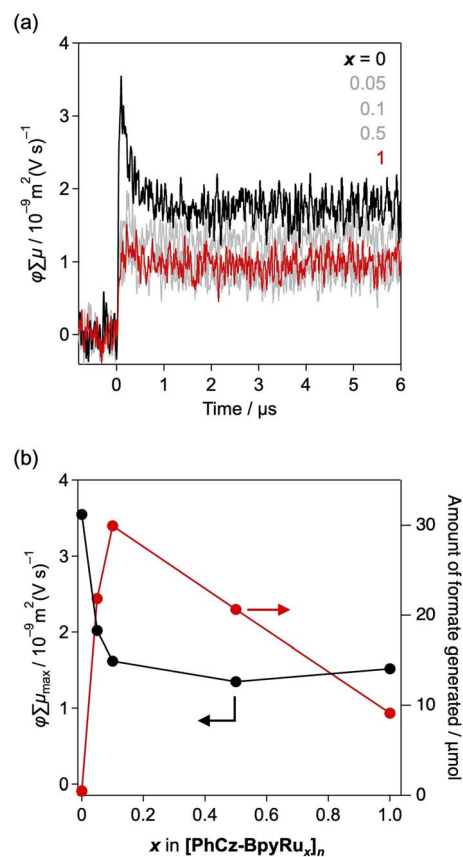 (a)
4
3
2
1
0
φ∑μ / 10⁻⁹ m² (V s)⁻¹
x = 0
0.05
0.1
0.5
1
0 1 2 3 4 5 6
Time / μs
(b)
4
3
2
1
0
φ∑μmax / 10⁻⁹ m² (V s)⁻¹
30
20
10
0
Amount of formate
generated / μmol
0 0.2 0.4 0.6 0.8 1.0
x in [PhCz-BpyRuₓ]ₙ